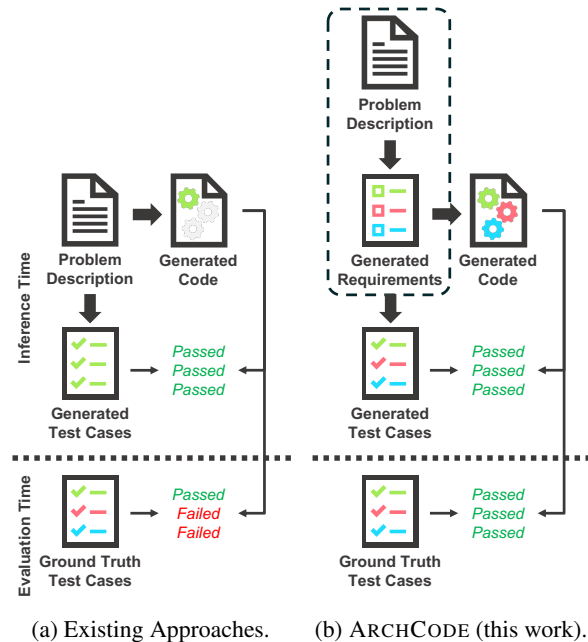 Problem
Description
Problem
Description
Generated
Code
Generated
Requirements
Generated
Code
Inference Time
Passed
Passed
Passed
Generated
Test Cases
Passed
Passed
Passed
Generated
Test Cases
Evaluation Time
Passed
Failed
Failed
Ground Truth
Test Cases
Passed
Passed
Passed
Ground Truth
Test Cases
(a) Existing Approaches.
(b) ARCHCODE (this work).